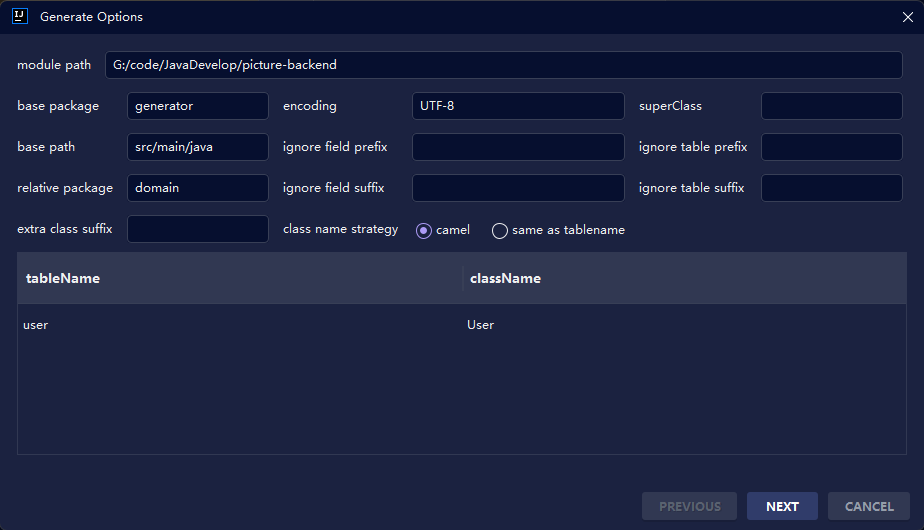 Generate Options
module path G:/code/JavaDevelop/picture-backend
base package generator encoding UTF-8 superClass
base path src/main/java ignore field prefix ignore table prefix
relative package domain ignore field suffix ignore table suffix
extra class suffix class name strategy camel same as tablename
tableName className
user User
PREVIOUS NEXT CANCEL